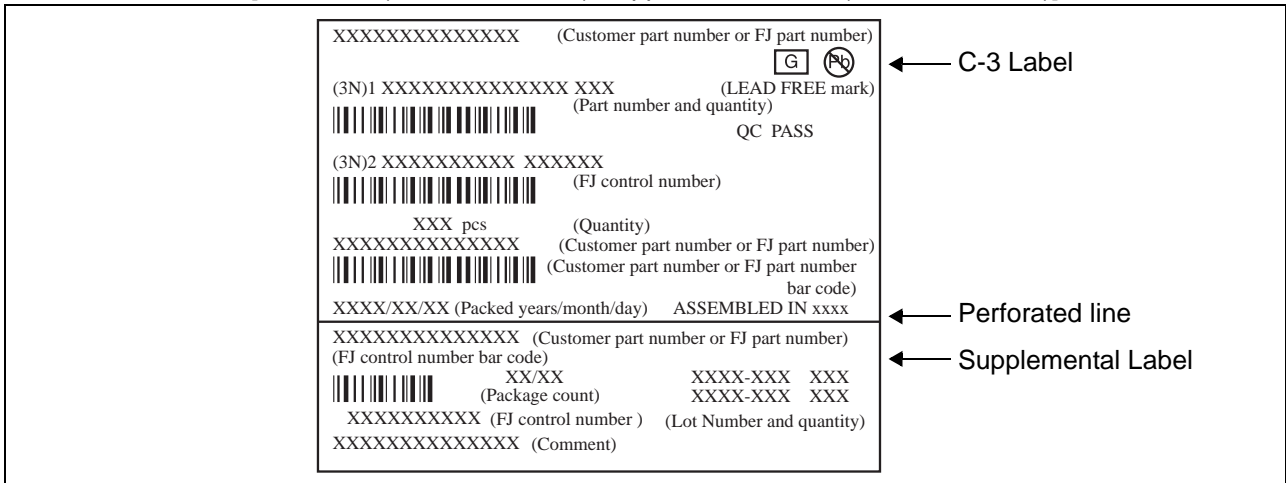 XXXXXXXXXXXXXX (Customer part number or FJ part number)
G Pb
C-3 Label
(3N)1 XXXXXXXXXXXXXX XXX (LEAD FREE mark)
(Part number and quantity)
QC PASS
(3N)2 XXXXXXXXXX XXXXXX
(FJ control number)
XXX pcs (Quantity)
XXXXXXXXXXXXXX (Customer part number or FJ part number)
(Customer part number or FJ part number
bar code)
XXXX/XX/XX (Packed years/month/day) ASSEMBLED IN xxxx
Perforated line
XXXXXXXXXXXXXX (Customer part number or FJ part number)
(FJ control number bar code)
Supplemental Label
XX/XX XXXX-XXX XXX
(Package count) XXXX-XXX XXX
XXXXXXXXXX (FJ control number ) (Lot Number and quantity)
XXXXXXXXXXXXXX (Comment)